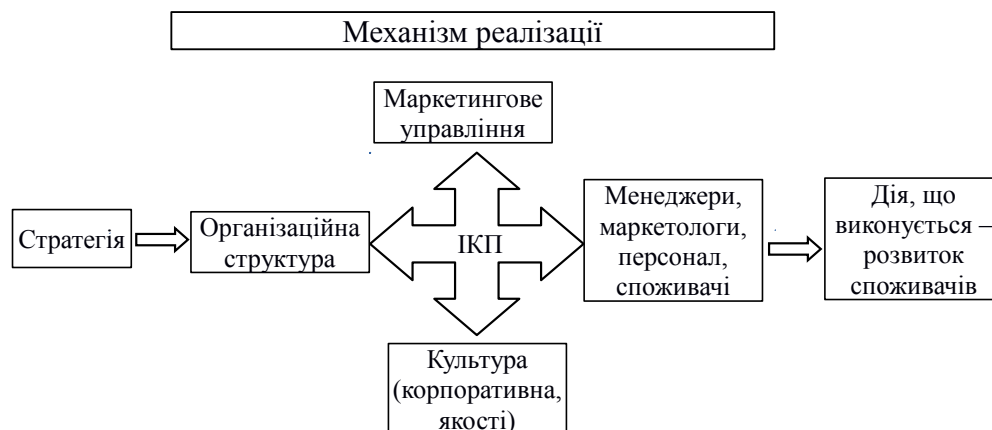 Механізм реалізації
Маркетингове
управління
Стратегія
Організаційна
структура
ІКП
Менеджери,
маркетологи,
персонал,
споживачі
Дія, що
виконується –
розвиток
споживачів
Культура
(корпоративна,
якості)